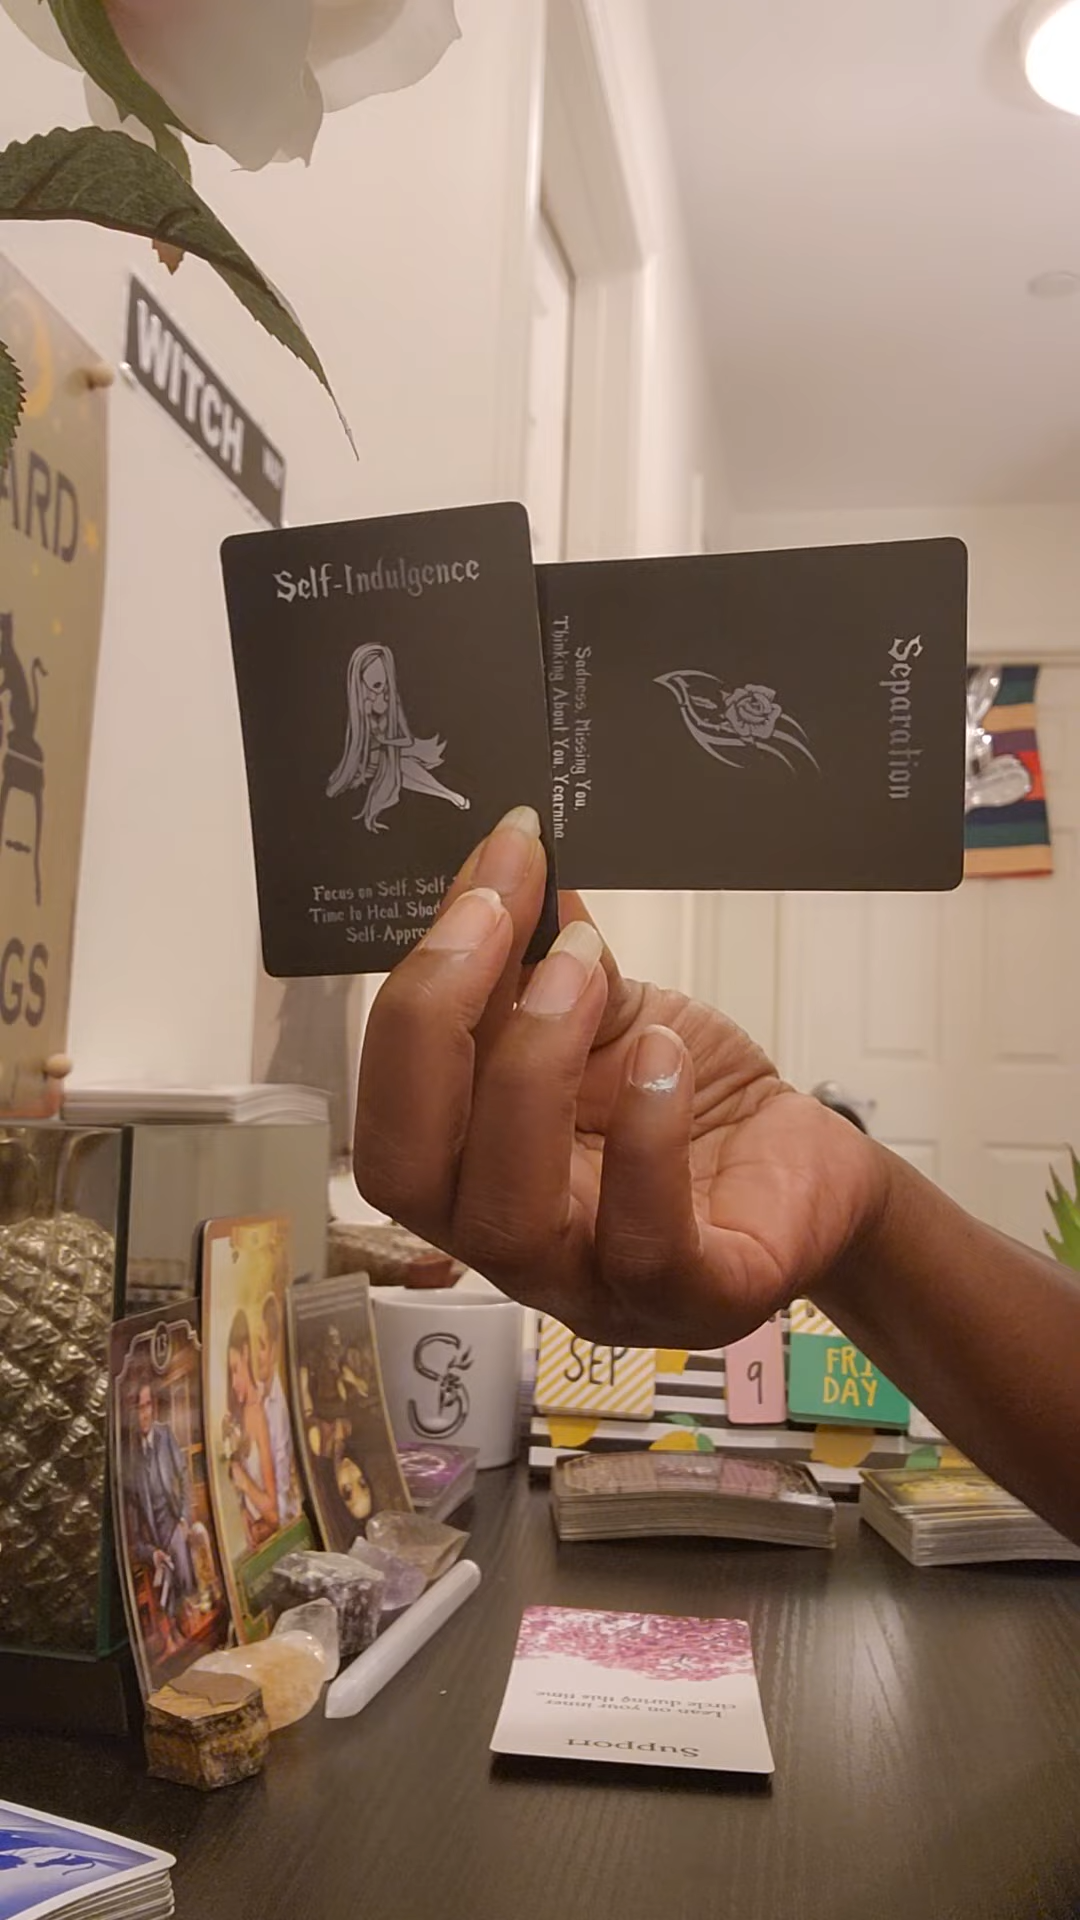 WITCH
ARD
GS
Self-Indulgence
Focus on Self, Self-
Time to Heal, Shad
Self-Appre
Separation
Sadness, Missing You,
Thinking About You, Yearning
S
SEP
9
FRI
DAY
13
Support
Lean on your inner
circle during this time